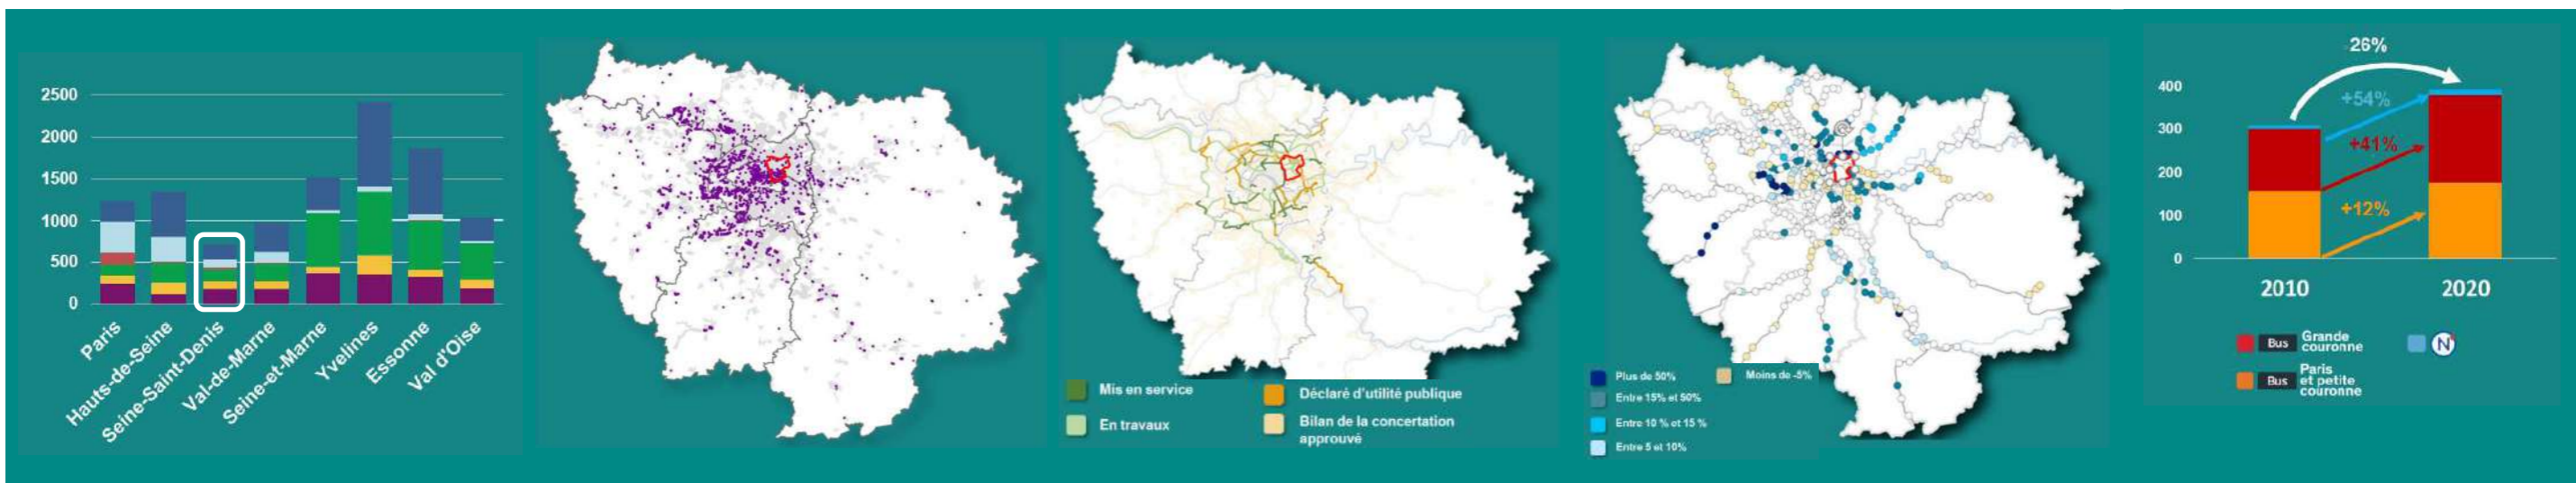 2500
2000
1500
1000
500
0
Paris
Hauts-de-Seine
Seine-Saint-Denis
Val-de-Marne
Seine-et-Marne
Yvelines
Essonne
Val d'Oise
Mis en service
En travaux
Déclaré d'utilité publique
Bilan de la concertation
approuvé
Plus de 50%
Entre 15% et 50%
Entre 10 % et 15 %
Entre 5 et 10%
Moins de -5%
26%
400
300
200
100
0
+54%
+41%
+12%
2010
2020
Bus Grande
couronne
N
Bus Paris
et petite
couronne